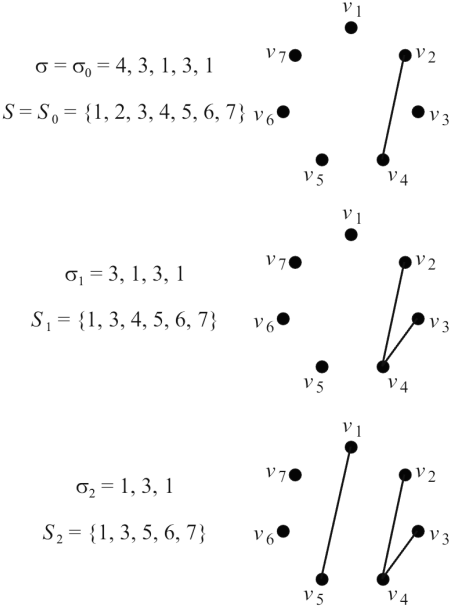 v₁
σ = σ₀ = 4, 3, 1, 3, 1
v₇ v₂
S = S₀ = {1, 2, 3, 4, 5, 6, 7}
v₆ v₃
v₅ v₄
v₁
σ₁ = 3, 1, 3, 1
v₇ v₂
S₁ = {1, 3, 4, 5, 6, 7}
v₆ v₃
v₅ v₄
v₁
σ₂ = 1, 3, 1
v₇ v₂
S₂ = {1, 3, 5, 6, 7}
v₆ v₃
v₅ v₄